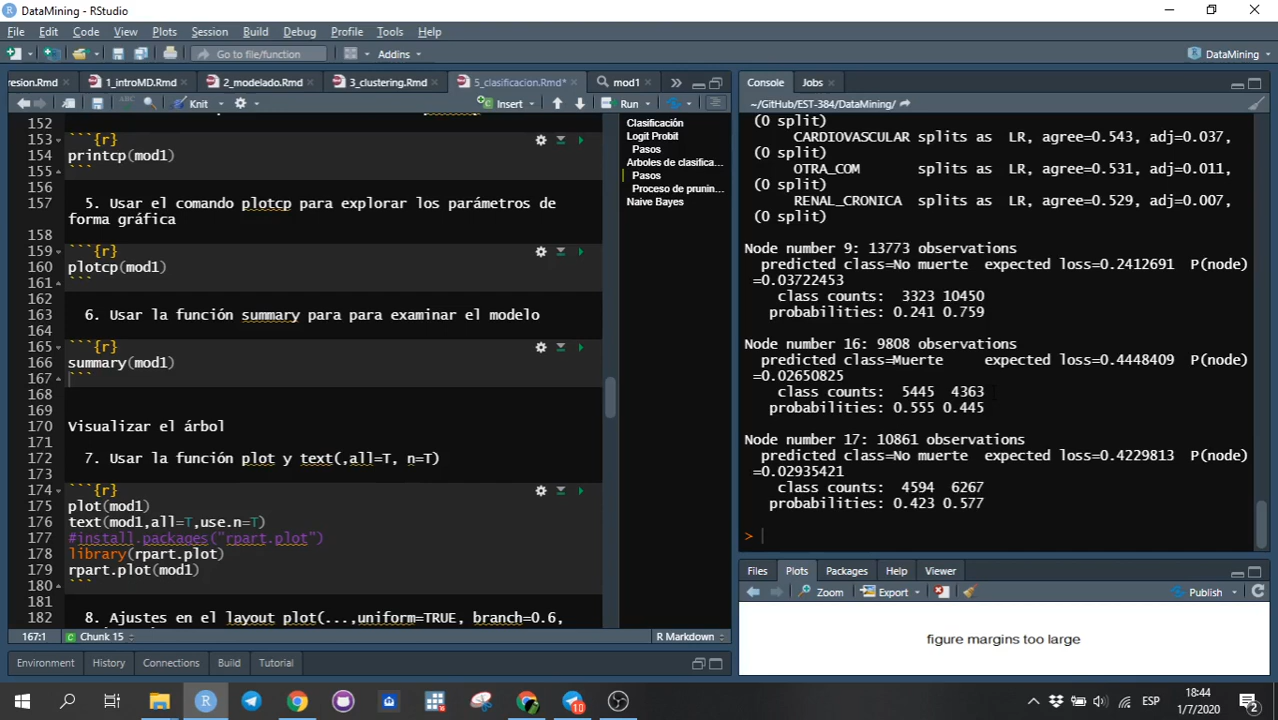 DataMining - RStudio
File Edit Code View Plots Session Build Debug Profile Tools Help
Go to file/function
Addins
DataMining
resion.Rmd
1_introMD.Rmd
2_modelado.Rmd
3_clustering.Rmd
5_clasificacion.Rmd*
mod1
Knit
Insert
Run
152
153 ```{r}
154 printcp(mod1)
155 ```
156
157 5. Usar el comando plotcp para explorar los parámetros de
forma gráfica
158
159 ```{r}
160 plotcp(mod1)
161 ```
162
163 6. Usar la función summary para para examinar el modelo
164
165 ```{r}
166 summary(mod1)
167 ```
168
169
170 Visualizar el árbol
171
172 7. Usar la función plot y text(,all=T, n=T)
173
174 ```{r}
175 plot(mod1)
176 text(mod1,all=T,use.n=T)
177 #install.packages("rpart.plot")
178 library(rpart.plot)
179 rpart.plot(mod1)
180 ```
181
182 8. Ajustes en el layout plot(...,uniform=TRUE, branch=0.6,
167:1 Chunk 15 R Markdown
Clasificación
Logit Probit
Pasos
Arboles de clasifica...
Pasos
Proceso de prunin...
Naive Bayes
Environment History Connections Build Tutorial
Console Jobs
~/GitHub/EST-384/DataMining/
(0 split)
CARDIOVASCULAR splits as LR, agree=0.543, adj=0.037,
(0 split)
OTRA_COM splits as LR, agree=0.531, adj=0.011,
(0 split)
RENAL_CRONICA splits as LR, agree=0.529, adj=0.007,
(0 split)
Node number 9: 13773 observations
predicted class=No muerte expected loss=0.2412691 P(node)
=0.03722453
class counts: 3323 10450
probabilities: 0.241 0.759
Node number 16: 9808 observations
predicted class=Muerte expected loss=0.4448409 P(node)
=0.02650825
class counts: 5445 4363
probabilities: 0.555 0.445
Node number 17: 10861 observations
predicted class=No muerte expected loss=0.4229813 P(node)
=0.02935421
class counts: 4594 6267
probabilities: 0.423 0.577
>
Files Plots Packages Help Viewer
Zoom Export Publish
figure margins too large
10
ESP
18:44
1/7/2020
2